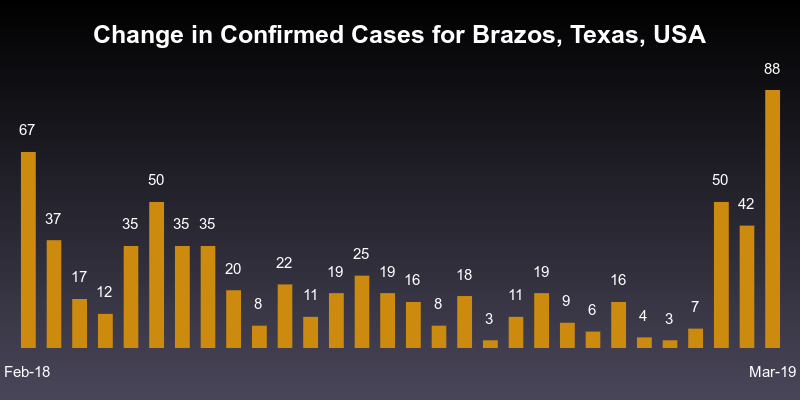 Change in Confirmed Cases for Brazos, Texas, USA
67 37 17 12 35 50 35 35 20 8 22 11 19 25 19 16 8 18 3 11 19 9 6 16 4 3 7 50 42 88
Feb-18 Mar-19